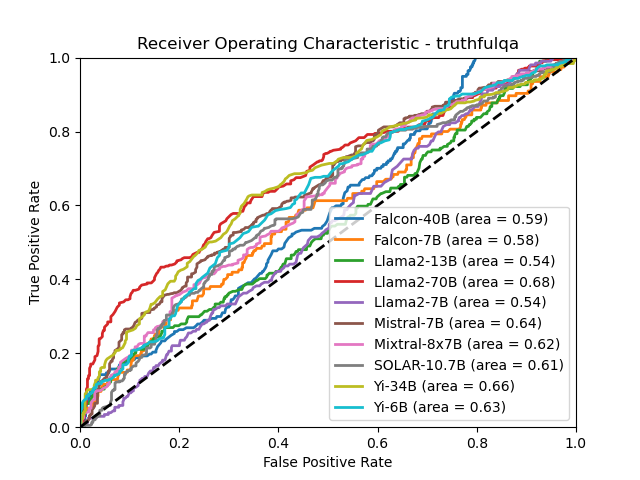 Receiver Operating Characteristic - truthfulqa
1.0
0.8
0.6
0.4
0.2
0.0
True Positive Rate
Falcon-40B (area = 0.59)
Falcon-7B (area = 0.58)
Llama2-13B (area = 0.54)
Llama2-70B (area = 0.68)
Llama2-7B (area = 0.54)
Mistral-7B (area = 0.64)
Mixtral-8x7B (area = 0.62)
SOLAR-10.7B (area = 0.61)
Yi-34B (area = 0.66)
Yi-6B (area = 0.63)
0.0 0.2 0.4 0.6 0.8 1.0
False Positive Rate